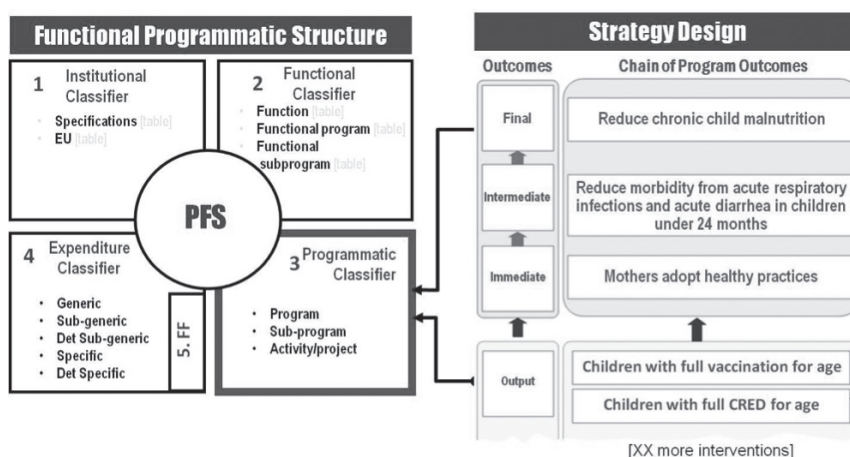 Functional Programmatic Structure
1 Institutional
Classifier
• Specifications [table]
• EU [table]
2 Functional
Classifier
• Function [table]
• Functional program [table]
• Functional
subprogram [table]
PFS
4 Expenditure
Classifier
• Generic
• Sub-generic
• Det Sub-generic
• Specific
• Det Specific
5. FF
3 Programmatic
Classifier
• Program
• Sub-program
• Activity/project
Strategy Design
Outcomes
Chain of Program Outcomes
Final
Reduce chronic child malnutrition
Intermediate
Reduce morbidity from acute respiratory
infections and acute diarrhea in children
under 24 months
Immediate
Mothers adopt healthy practices
Output
Children with full vaccination for age
Children with full CRED for age
[XX more interventions]